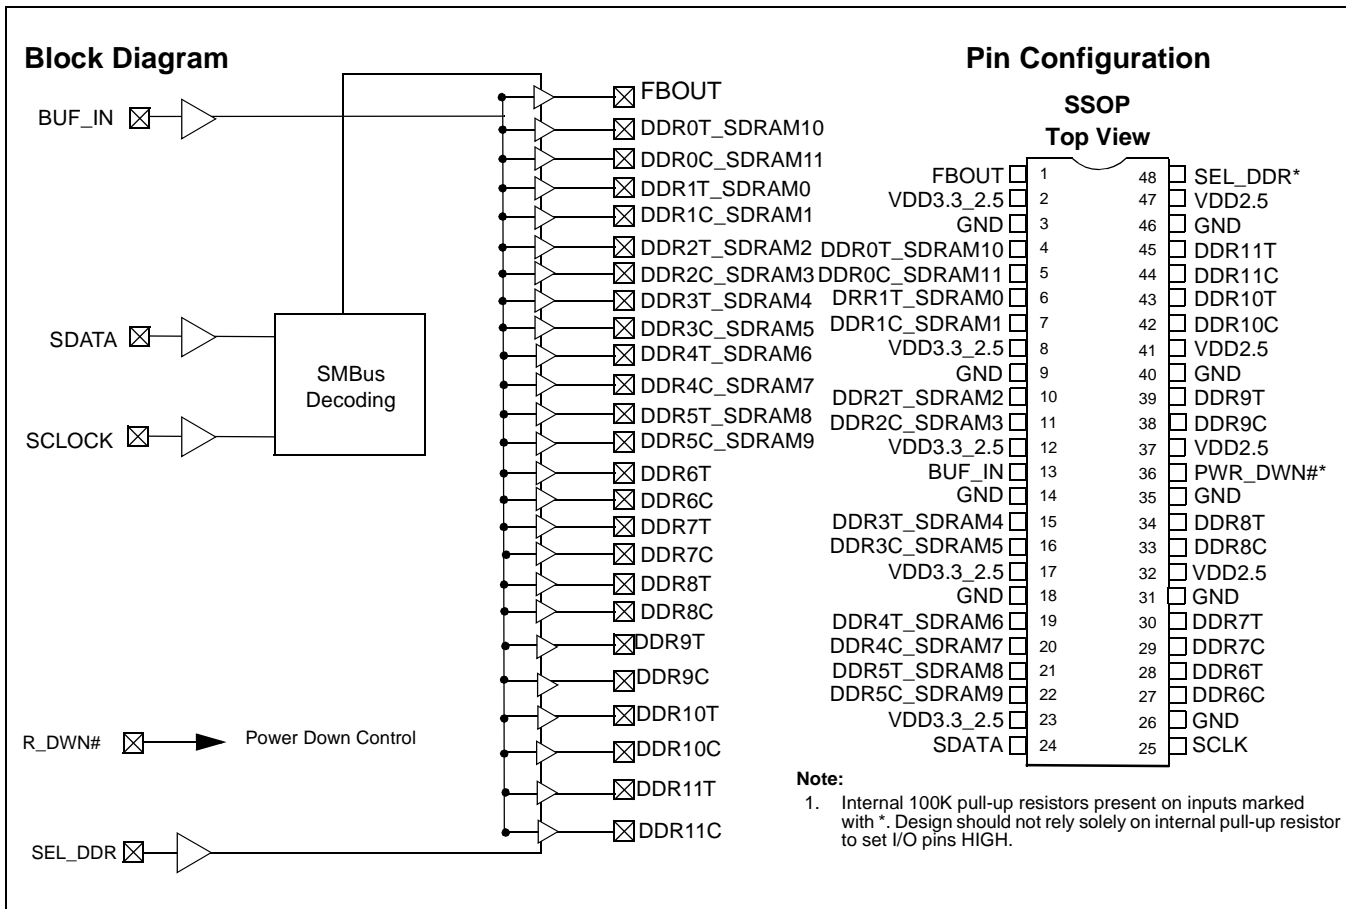 Block Diagram
BUF_IN
SDATA
SCLOCK
SMBus
Decoding
R_DWN#
Power Down Control
SEL_DDR
FBOUT
DDR0T_SDRAM10
DDR0C_SDRAM11
DDR1T_SDRAM0
DDR1C_SDRAM1
DDR2T_SDRAM2
DDR2C_SDRAM3
DDR3T_SDRAM4
DDR3C_SDRAM5
DDR4T_SDRAM6
DDR4C_SDRAM7
DDR5T_SDRAM8
DDR5C_SDRAM9
DDR6T
DDR6C
DDR7T
DDR7C
DDR8T
DDR8C
DDR9T
DDR9C
DDR10T
DDR10C
DDR11T
DDR11C
Pin Configuration
SSOP
Top View
FBOUT 1 48 SEL_DDR*
VDD3.3_2.5 2 47 VDD2.5
GND 3 46 GND
DDR0T_SDRAM10 4 45 DDR11T
DDR0C_SDRAM11 5 44 DDR11C
DRR1T_SDRAM0 6 43 DDR10T
DDR1C_SDRAM1 7 42 DDR10C
VDD3.3_2.5 8 41 VDD2.5
GND 9 40 GND
DDR2T_SDRAM2 10 39 DDR9T
DDR2C_SDRAM3 11 38 DDR9C
VDD3.3_2.5 12 37 VDD2.5
BUF_IN 13 36 PWR_DWN#*
GND 14 35 GND
DDR3T_SDRAM4 15 34 DDR8T
DDR3C_SDRAM5 16 33 DDR8C
VDD3.3_2.5 17 32 VDD2.5
GND 18 31 GND
DDR4T_SDRAM6 19 30 DDR7T
DDR4C_SDRAM7 20 29 DDR7C
DDR5T_SDRAM8 21 28 DDR6T
DDR5C_SDRAM9 22 27 DDR6C
VDD3.3_2.5 23 26 GND
SDATA 24 25 SCLK
Note:
1. Internal 100K pull-up resistors present on inputs marked
with *. Design should not rely solely on internal pull-up resistor
to set I/O pins HIGH.